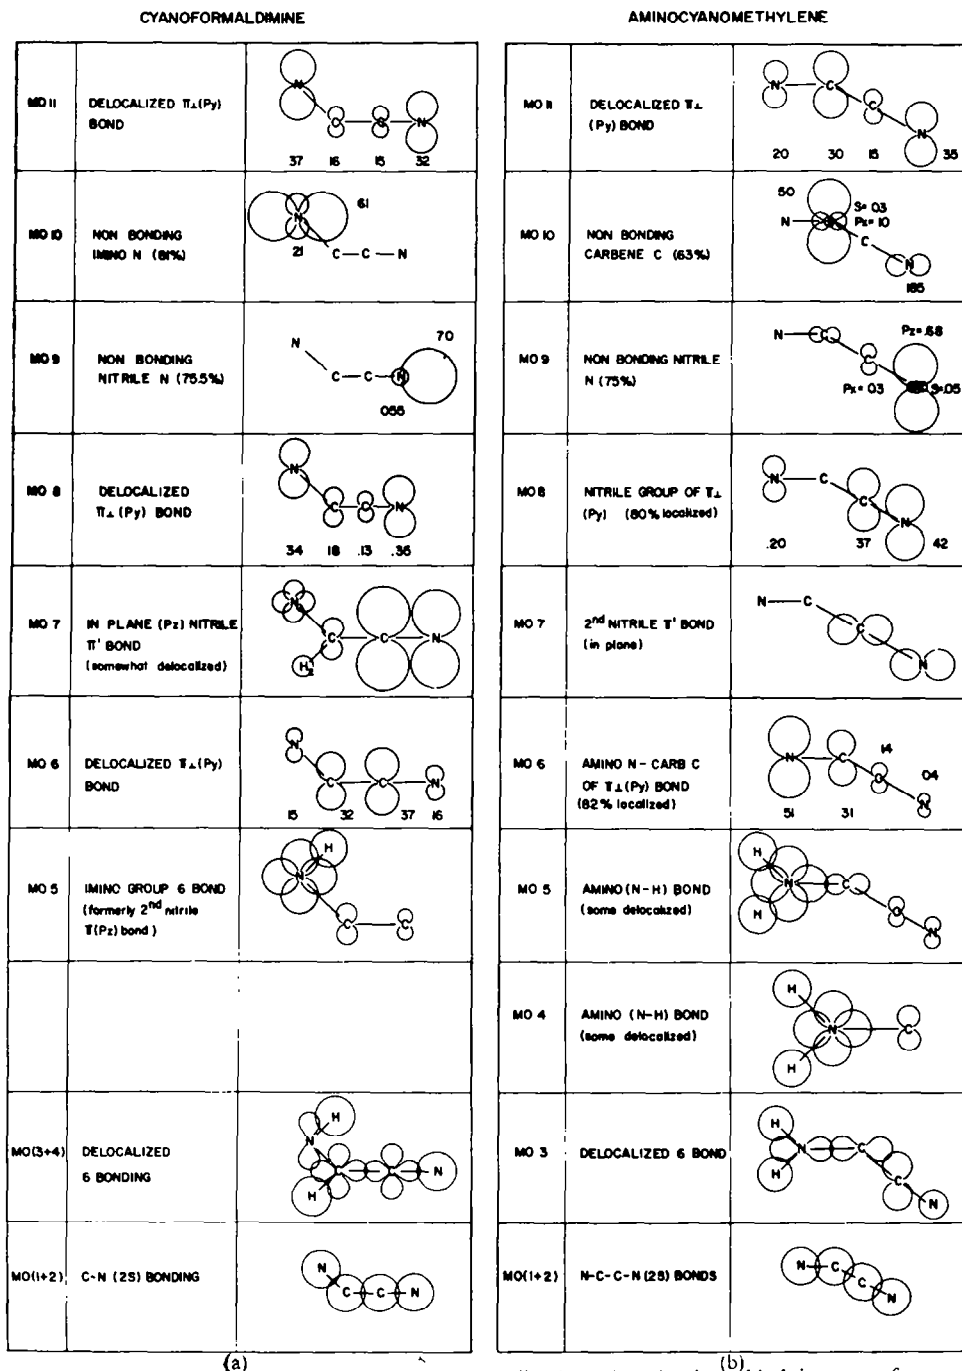 CYANOFORMALDIMINE
MO 11
DELOCALIZED π⊥(Py)
BOND
N C C N
37 16 15 32
MO 10
NON BONDING
IMINO N (81%)
61
N
21
C—C—N
MO 9
NON BONDING
NITRILE N (75.5%)
70
N
C—C—N
055
MO 8
DELOCALIZED
π⊥(Py) BOND
N C C N
34 18 .13 .36
MO 7
IN PLANE (Pz) NITRILE
π' BOND
(somewhat delocalized)
N
C C N
H2
MO 6
DELOCALIZED π⊥(Py)
BOND
N C C N
15 32 37 16
MO 5
IMINO GROUP 6 BOND
(formerly 2nd nitrile
π(Pz) bond)
H
N
C C
MO(3+4)
DELOCALIZED
6 BONDING
H
N
C C N
H
MO(1+2)
C-N (2S) BONDING
N
C C N
(a)
AMINOCYANOMETHYLENE
MO 11
DELOCALIZED π⊥
(Py) BOND
N C C N
20 30 15 35
MO 10
NON BONDING
CARBENE C (63%)
50
S=.03
Px=.10
N
C
N
185
MO 9
NON BONDING NITRILE
N (75%)
N C
Pz=.68
C
Px=.03
S=.05
MO 8
NITRILE GROUP OF π⊥
(Py) (80% localized)
N C
C
N
.20 37 42
MO 7
2nd NITRILE π' BOND
(in plane)
N C
C
N
MO 6
AMINO N-CARB C
OF π⊥(Py) BOND
(82% localized)
14
N C
C
04
N
51 31
MO 5
AMINO (N-H) BOND
(some delocalized)
H
N C
H
C
N
MO 4
AMINO (N-H) BOND
(some delocalized)
H
N C
H
MO 3
DELOCALIZED 6 BOND
H
N C
H
C
N
MO(1+2)
N-C-C-N (2S) BONDS
N C
C
N
(b)